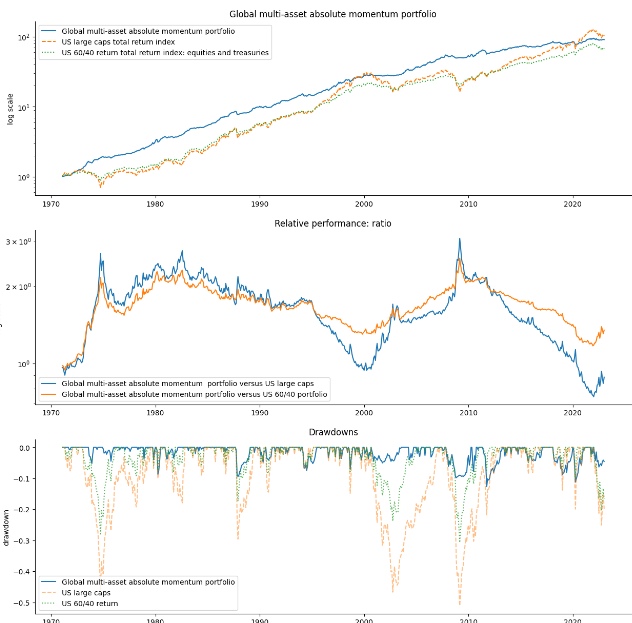 Global multi-asset absolute momentum portfolio
Global multi-asset absolute momentum portfolio
US large caps total return index
US 60/40 return total return index: equities and treasuries
log scale
10²
10¹
10⁰
1970 1980 1990 2000 2010 2020
Relative performance: ratio
3 × 10⁰
2 × 10⁰
10⁰
Global multi-asset absolute momentum  portfolio versus US large caps
Global multi-asset absolute momentum portfolio versus US 60/40 portfolio
1970 1980 1990 2000 2010 2020
Drawdowns
0.0
−0.1
−0.2
−0.3
−0.4
−0.5
drawdown
Global multi-asset absolute momentum portfolio
US large caps
US 60/40 return
1970 1980 1990 2000 2010 2020